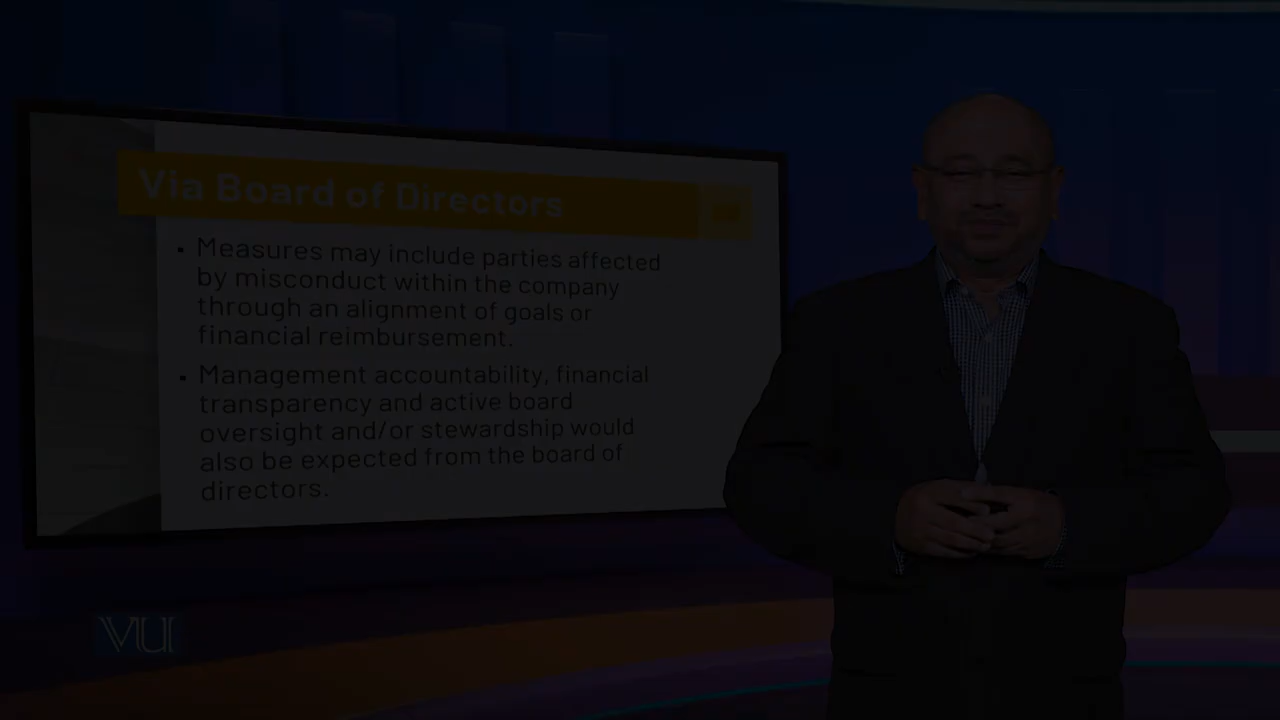 Via Board of Directors
▪ Measures may include parties affected
by misconduct within the company
through an alignment of goals or
financial reimbursement.
▪ Management accountability, financial
transparency and active board
oversight and/or stewardship would
also be expected from the board of
directors.
VU